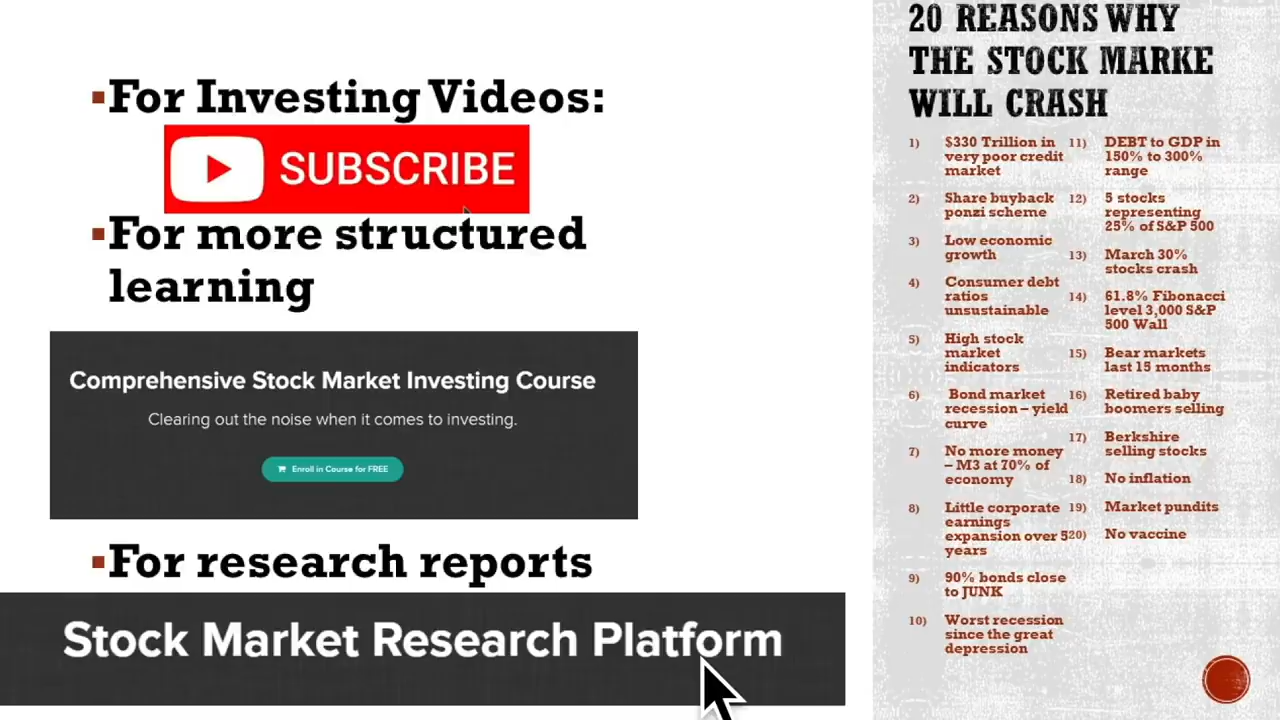 For Investing Videos:
SUBSCRIBE
For more structured
learning
Comprehensive Stock Market Investing Course
Clearing out the noise when it comes to investing.
Enroll in Course for FREE
For research reports
Stock Market Research Platform
20 REASONS WHY
THE STOCK MARKE
WILL CRASH
1) $330 Trillion in
very poor credit
market
2) Share buyback
ponzi scheme
3) Low economic
growth
4) Consumer debt
ratios
unsustainable
5) High stock
market
indicators
6) Bond market
recession – yield
curve
7) No more money
– M3 at 70% of
economy
8) Little corporate
earnings
expansion over 5
years
9) 90% bonds close
to JUNK
10) Worst recession
since the great
depression
11) DEBT to GDP in
150% to 300%
range
12) 5 stocks
representing
25% of S&P 500
13) March 30%
stocks crash
14) 61.8% Fibonacci
level 3,000 S&P
500 Wall
15) Bear markets
last 15 months
16) Retired baby
boomers selling
17) Berkshire
selling stocks
18) No inflation
19) Market pundits
20) No vaccine